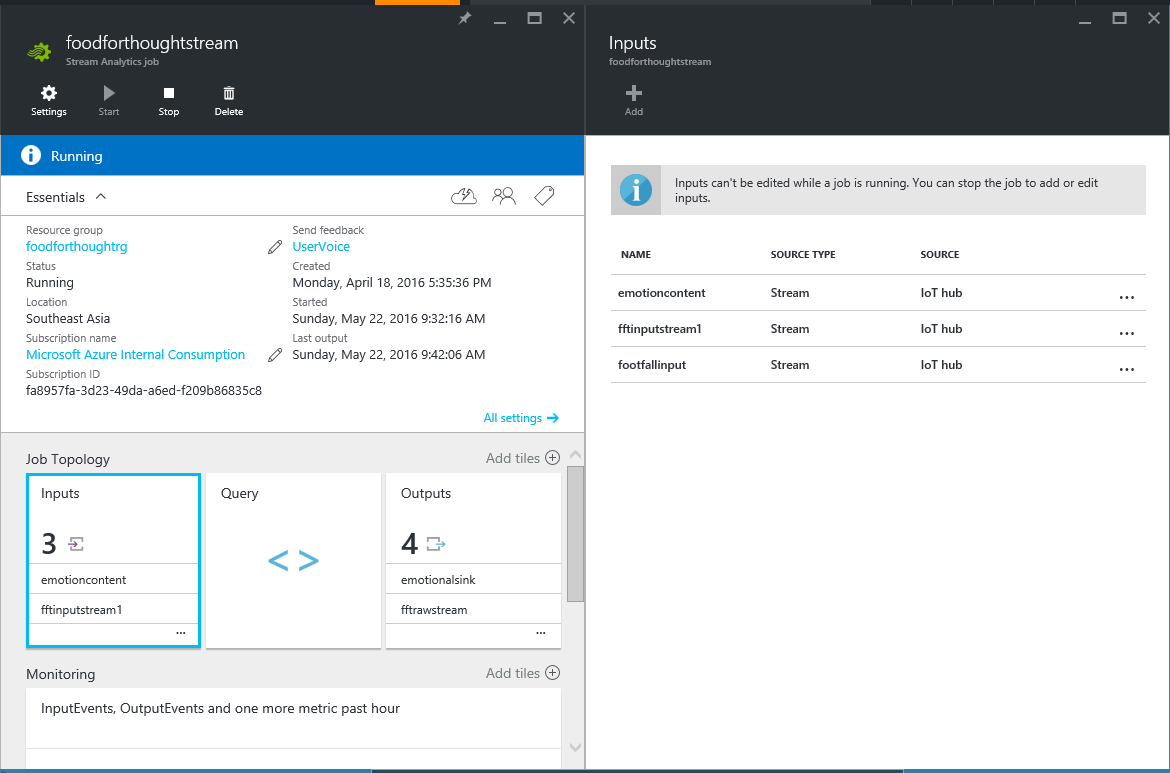 foodforthoughtstream
Stream Analytics job
Settings
Start
Stop
Delete
Running
Essentials
Resource group
foodforthoughtrg
Status
Running
Location
Southeast Asia
Subscription name
Microsoft Azure Internal Consumption
Subscription ID
fa8957fa-3d23-49da-a6ed-f209b86835c8
Send feedback
UserVoice
Created
Monday, April 18, 2016 5:35:36 PM
Started
Sunday, May 22, 2016 9:32:16 AM
Last output
Sunday, May 22, 2016 9:42:06 AM
All settings
Job Topology
Add tiles
Inputs
3
emotioncontent
fftinputstream1
...
Query
< >
Outputs
4
emotionalsink
fftrawstream
...
Monitoring
Add tiles
InputEvents, OutputEvents and one more metric past hour
Inputs
foodforthoughtstream
Add
Inputs can't be edited while a job is running. You can stop the job to add or edit
inputs.
NAME SOURCE TYPE SOURCE
emotioncontent Stream IoT hub ...
fftinputstream1 Stream IoT hub ...
footfallinput Stream IoT hub ...